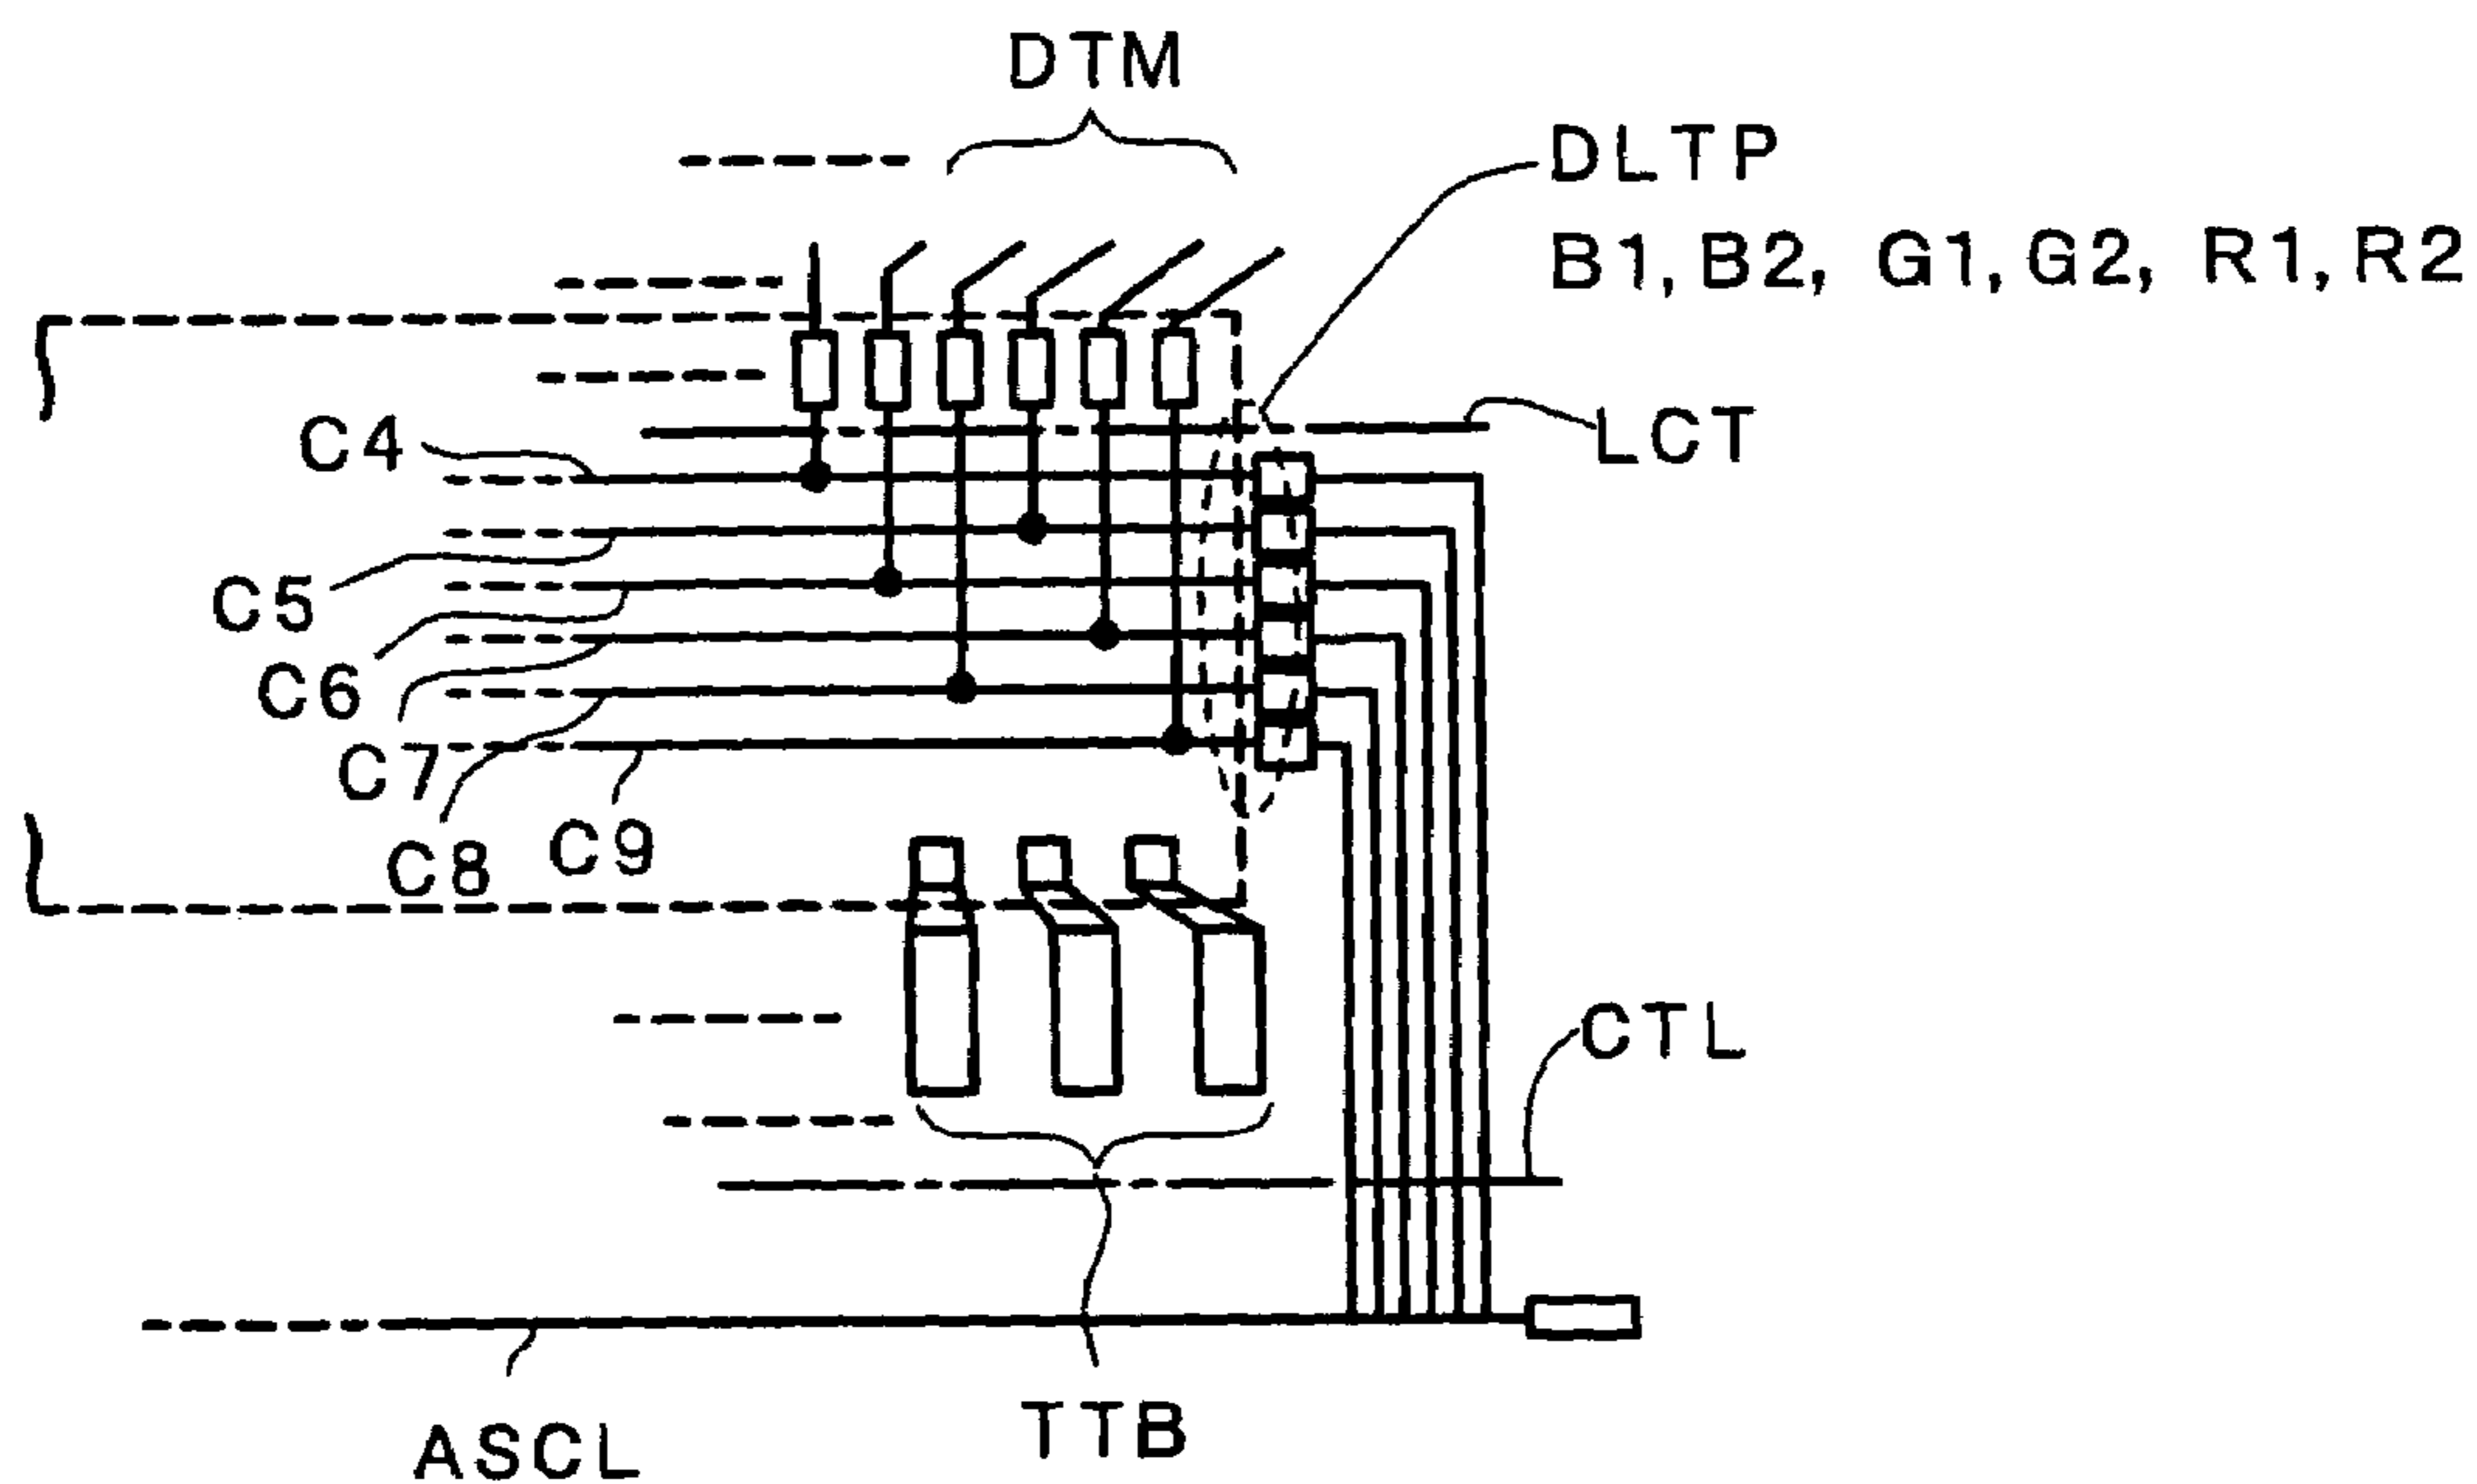 DTM
DLTP
B1,B2, G1,G2, R1,R2
LCT
C4
C5
C6
C7
C8
C9
CTL
TTB
ASCL